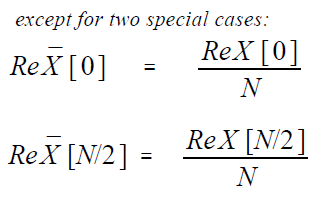 except for two special cases:
ReX̅ [0] = ReX [0] / N
ReX̅ [N/2] = ReX [N/2] / N